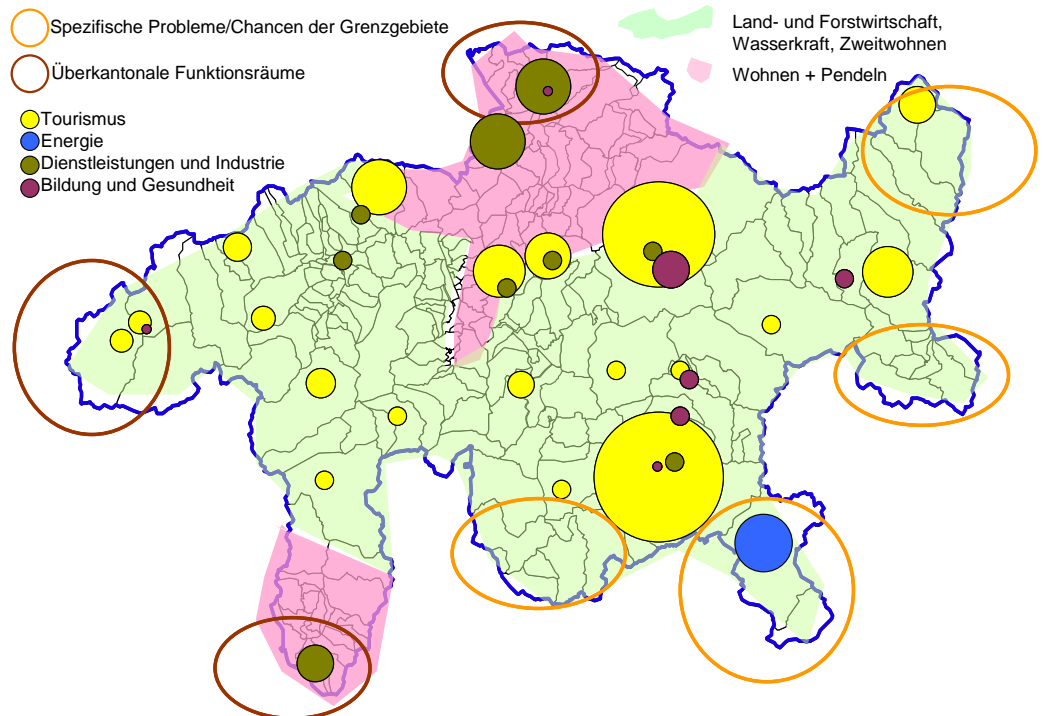 Spezifische Probleme/Chancen der Grenzgebiete
Überkantonale Funktionsräume
Tourismus
Energie
Dienstleistungen und Industrie
Bildung und Gesundheit
Land- und Forstwirtschaft,
Wasserkraft, Zweitwohnen
Wohnen + Pendeln